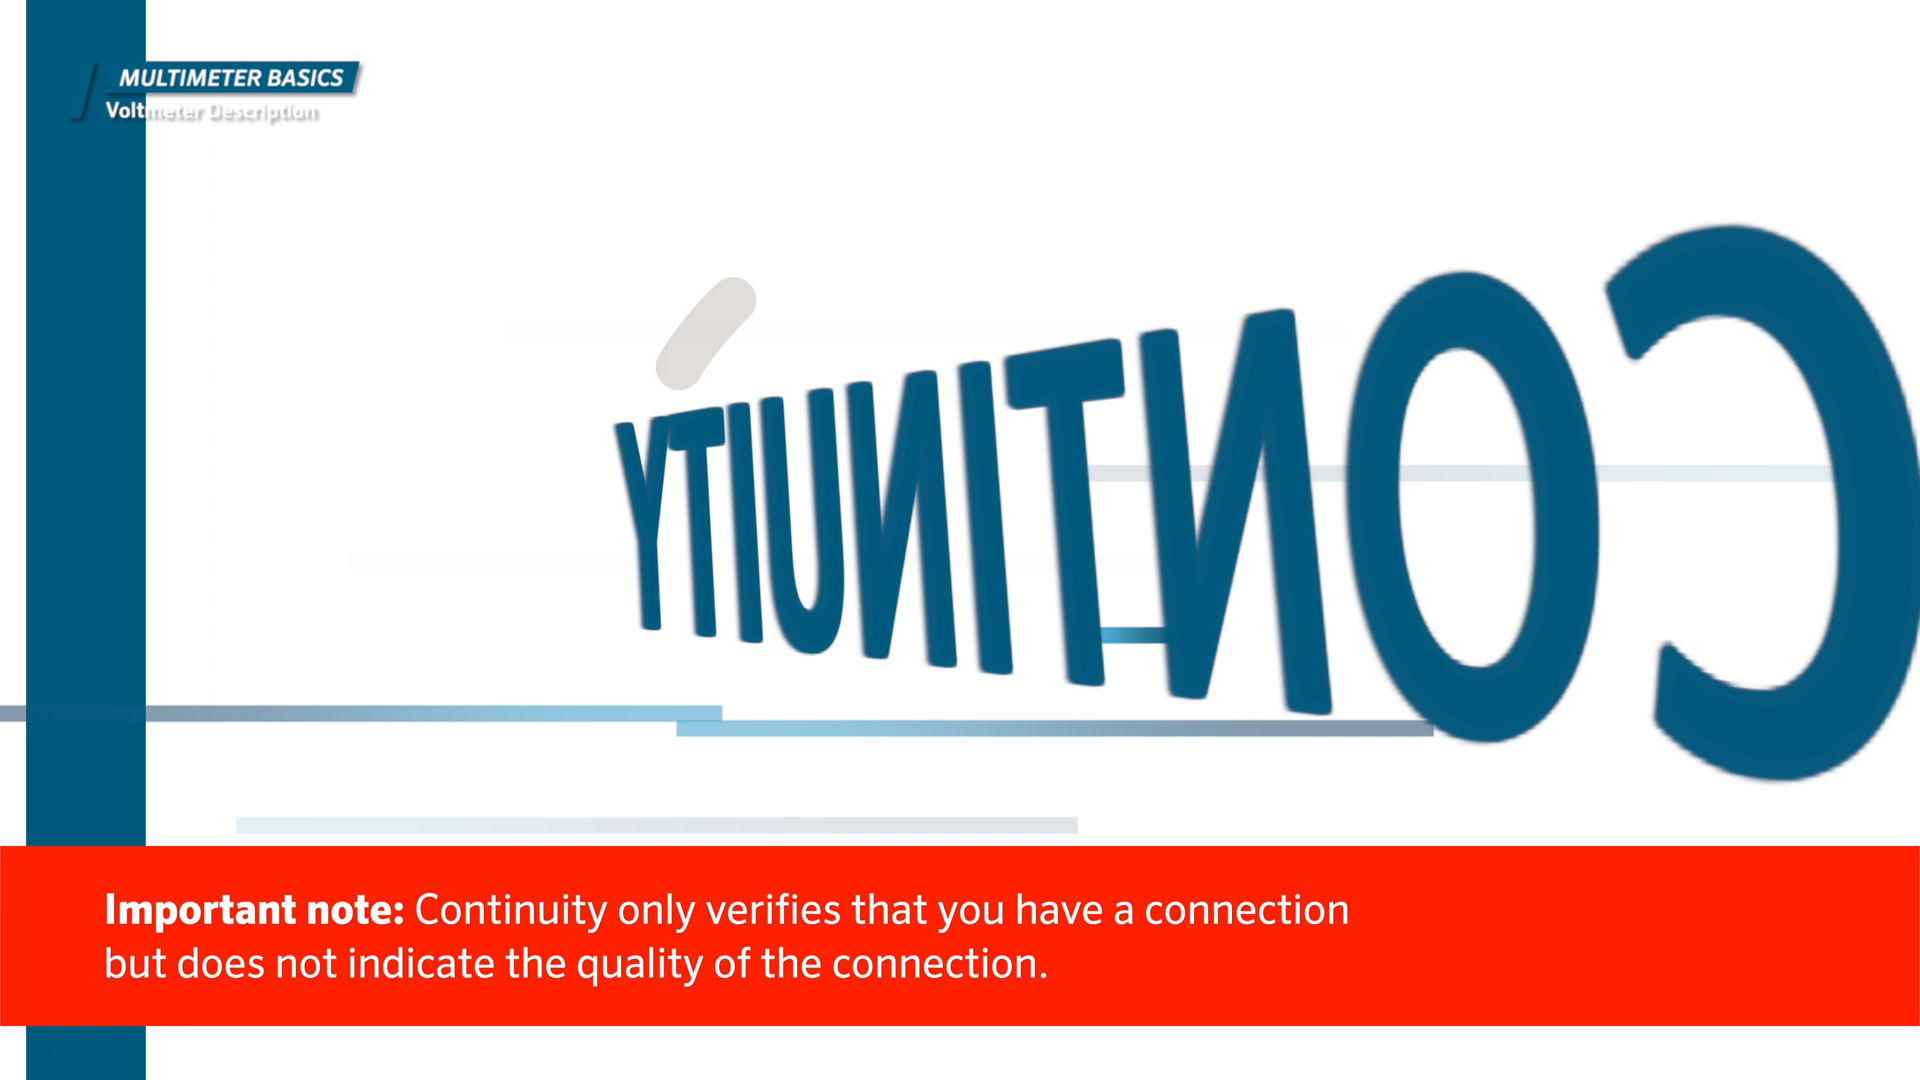 MULTIMETER BASICS
Voltmeter Description
CONTINUITY
Important note: Continuity only verifies that you have a connection
but does not indicate the quality of the connection.